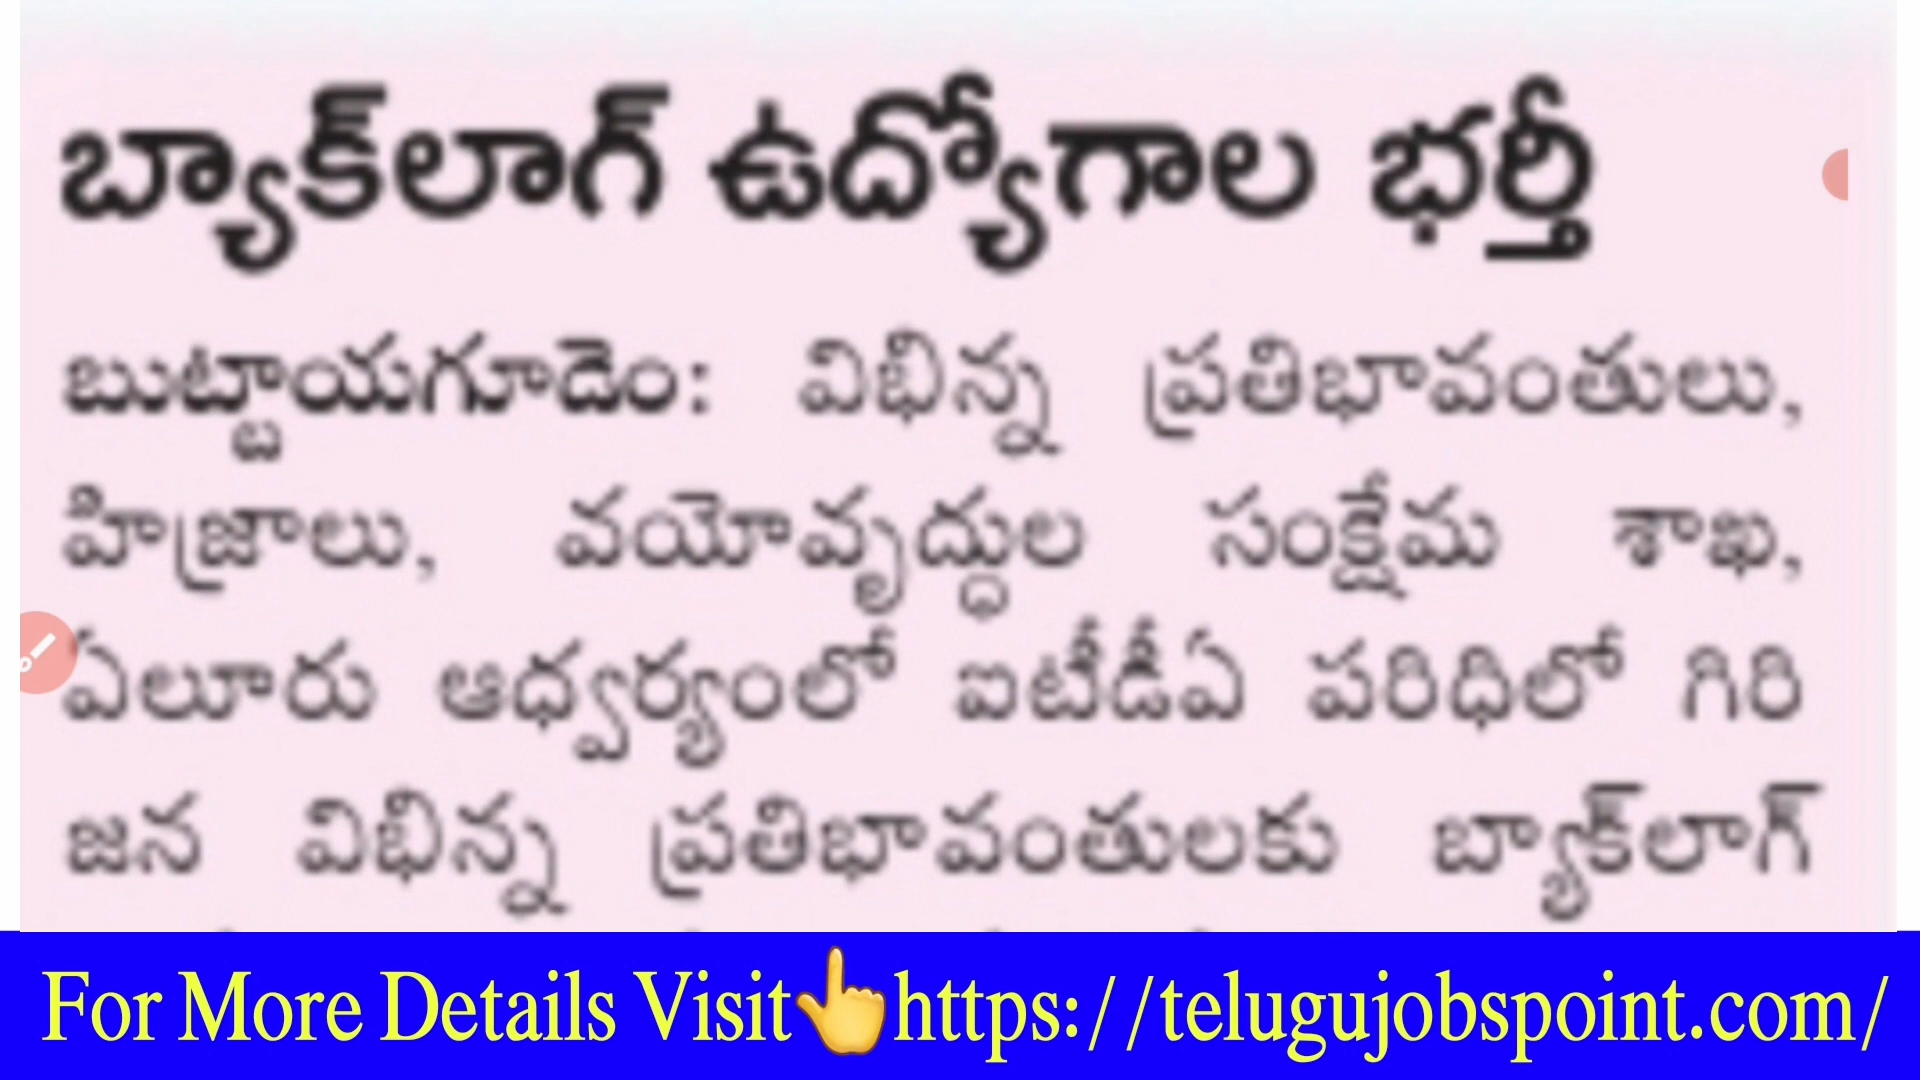 బ్యాక్‌లాగ్ ఉద్యోగాల భర్తీ
బుట్టాయగూడెం: విభిన్న ప్రతిభావంతులు,
హిజ్రాలు, వయోవృద్ధుల సంక్షేమ శాఖ,
ఏలూరు ఆధ్వర్యంలో ఐటీడీఏ పరిధిలో గిరి
జన విభిన్న ప్రతిభావంతులకు బ్యాక్‌లాగ్
For More Details Visit👆https://telugujobspoint.com/